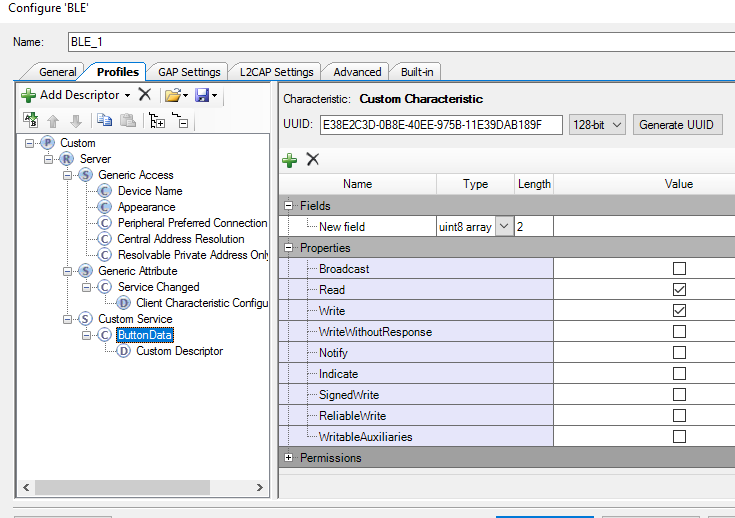 Configure 'BLE'
Name: BLE_1
General Profiles GAP Settings L2CAP Settings Advanced Built-in
Add Descriptor
Custom
Server
Generic Access
Device Name
Appearance
Peripheral Preferred Connection
Central Address Resolution
Resolvable Private Address Only
Generic Attribute
Service Changed
Client Characteristic Configu
Custom Service
ButtonData
Custom Descriptor
Characteristic: Custom Characteristic
UUID: E38E2C3D-0B8E-40EE-975B-11E39DAB189F 128-bit Generate UUID
Name Type Length Value
Fields
New field uint8 array 2
Properties
Broadcast
Read
Write
WriteWithoutResponse
Notify
Indicate
SignedWrite
ReliableWrite
WritableAuxiliaries
Permissions